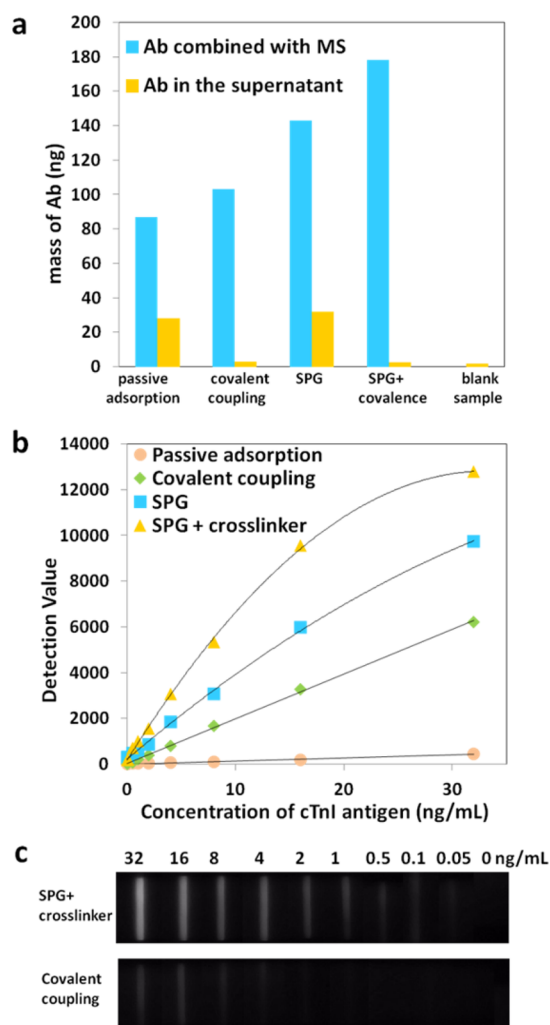 a
200
180
160
140
120
100
80
60
40
20
0
mass of Ab (ng)
Ab combined with MS
Ab in the supernatant
passive
adsorption
covalent
coupling
SPG
SPG+
covalence
blank
sample
b
14000
12000
10000
8000
6000
4000
2000
0
Detection Value
Passive adsorption
Covalent coupling
SPG
SPG + crosslinker
0 10 20 30
Concentration of cTnI antigen (ng/mL)
c
32 16 8 4 2 1 0.5 0.1 0.05 0 ng/mL
SPG+
crosslinker
Covalent
coupling